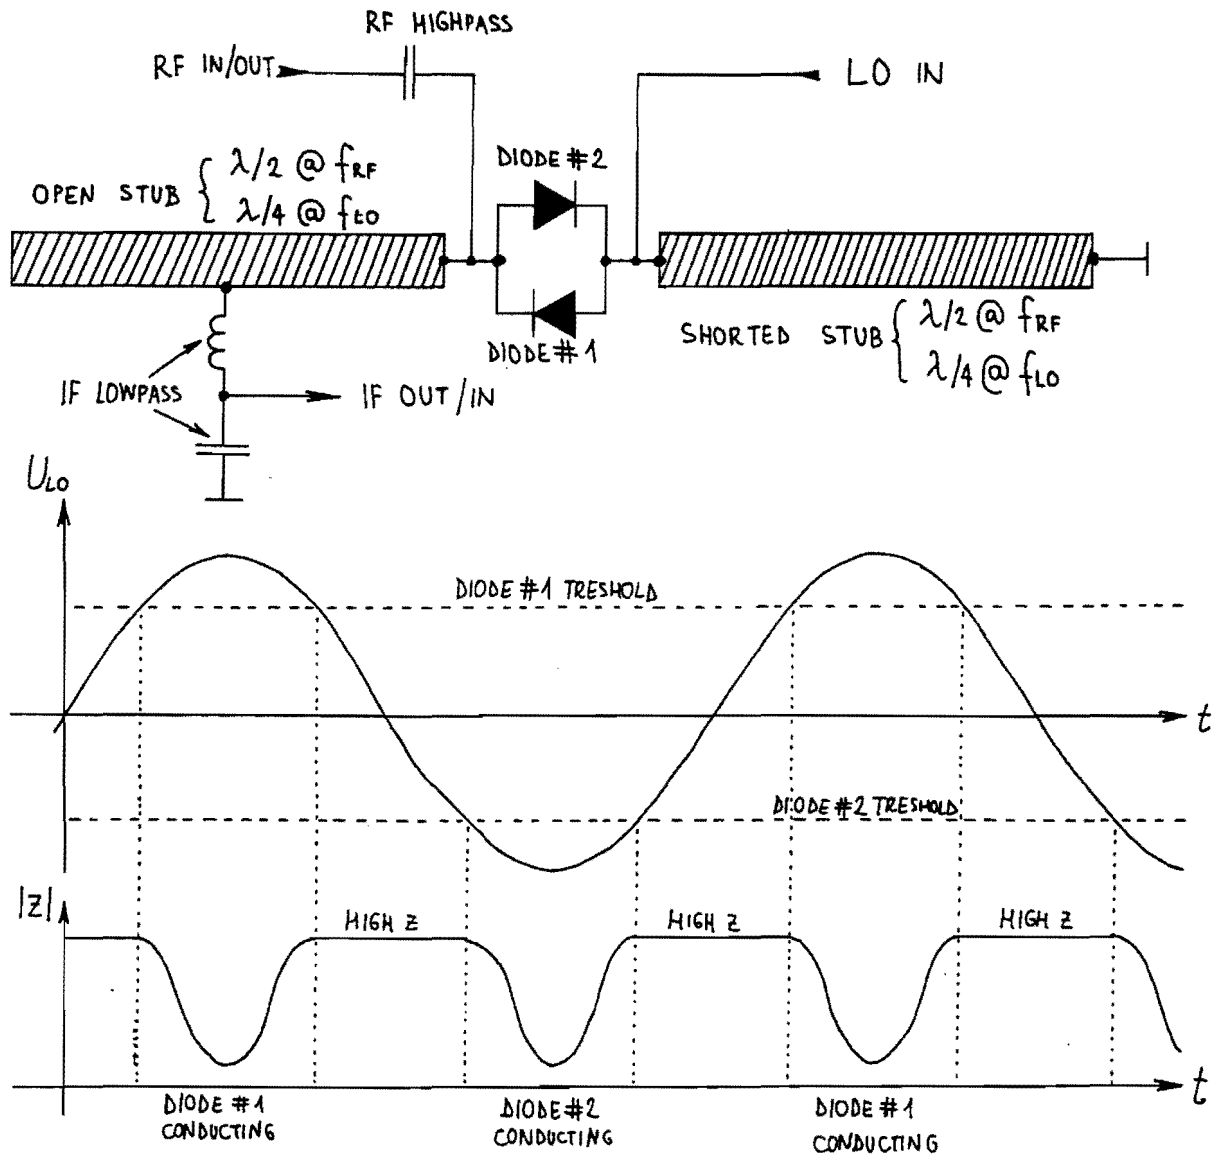 RF HIGHPASS
RF IN/OUT
LO IN
DIODE #2
OPEN STUB { λ/2 @ fRF
λ/4 @ fLO
DIODE #1
SHORTED STUB { λ/2 @ fRF
λ/4 @ fLO
IF LOWPASS
IF OUT/IN
ULO
DIODE #1 TRESHOLD
t
DIODE #2 TRESHOLD
|Z|
HIGH Z
HIGH Z
HIGH Z
t
DIODE #1
CONDUCTING
DIODE #2
CONDUCTING
DIODE #1
CONDUCTING